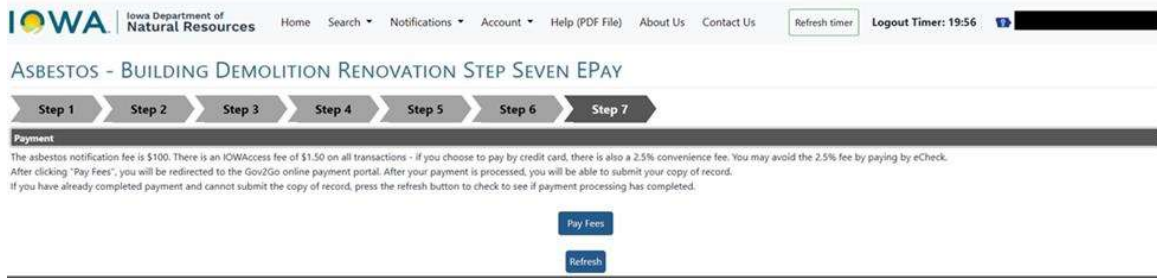 IOWA Iowa Department of
Natural Resources
Home Search Notifications Account Help (PDF File) About Us Contact Us Refresh timer Logout Timer: 19:56
ASBESTOS - BUILDING DEMOLITION RENOVATION STEP SEVEN EPAY
Step 1 Step 2 Step 3 Step 4 Step 5 Step 6 Step 7
Payment
The asbestos notification fee is $100. There is an IOWAccess fee of $1.50 on all transactions - if you choose to pay by credit card, there is also a 2.5% convenience fee. You may avoid the 2.5% fee by paying by eCheck.
After clicking "Pay Fees", you will be redirected to the Gov2Go online payment portal. After your payment is processed, you will be able to submit your copy of record.
If you have already completed payment and cannot submit the copy of record, press the refresh button to check to see if payment processing has completed.
Pay Fees
Refresh